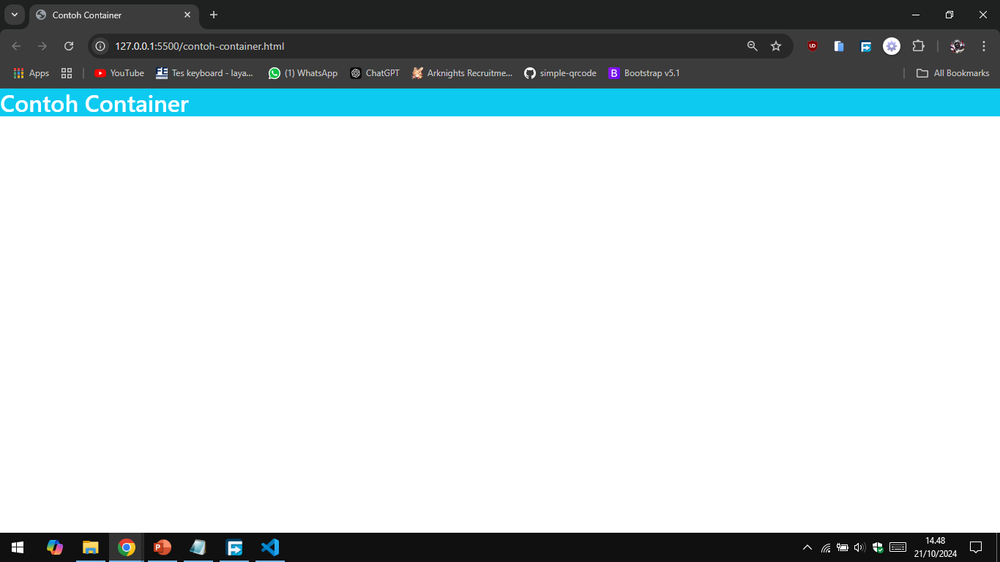 Contoh Container
127.0.0.1:5500/contoh-container.html
UD
Apps
YouTube
Tes keyboard - laya...
(1) WhatsApp
ChatGPT
Arknights Recruitme...
simple-qrcode
B
Bootstrap v5.1
All Bookmarks
Contoh Container
P
14.48
21/10/2024